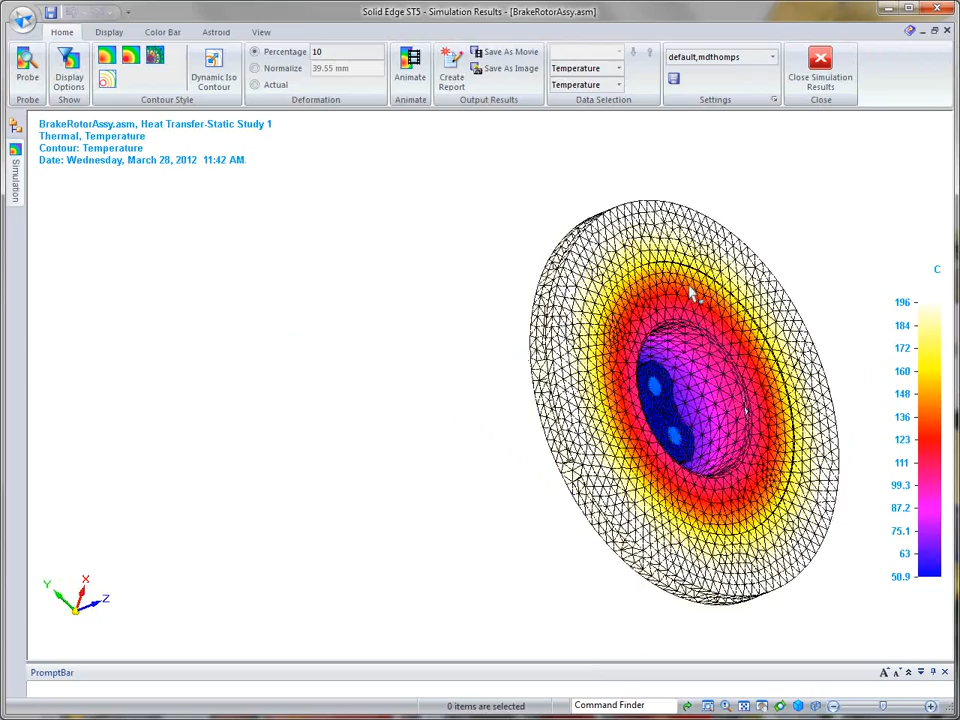 Solid Edge ST5 - Simulation Results - [BrakeRotorAssy.asm]
Home Display Color Bar Astroid View
Probe
Display Options
Dynamic Iso Contour
Percentage 10
Normalize 39.55 mm
Actual
Animate
Create Report
Save As Movie
Save As Image
Temperature
Temperature
default,mdthomps
Close Simulation Results
Probe Show Contour Style Deformation Animate Output Results Data Selection Settings Close
Simulation
BrakeRotorAssy.asm, Heat Transfer-Static Study 1
Thermal, Temperature
Contour: Temperature
Date: Wednesday, March 28, 2012 11:42 AM
C
196
184
172
160
148
136
123
111
99.3
87.2
75.1
63
50.9
X
Y
Z
PromptBar
0 items are selected
Command Finder